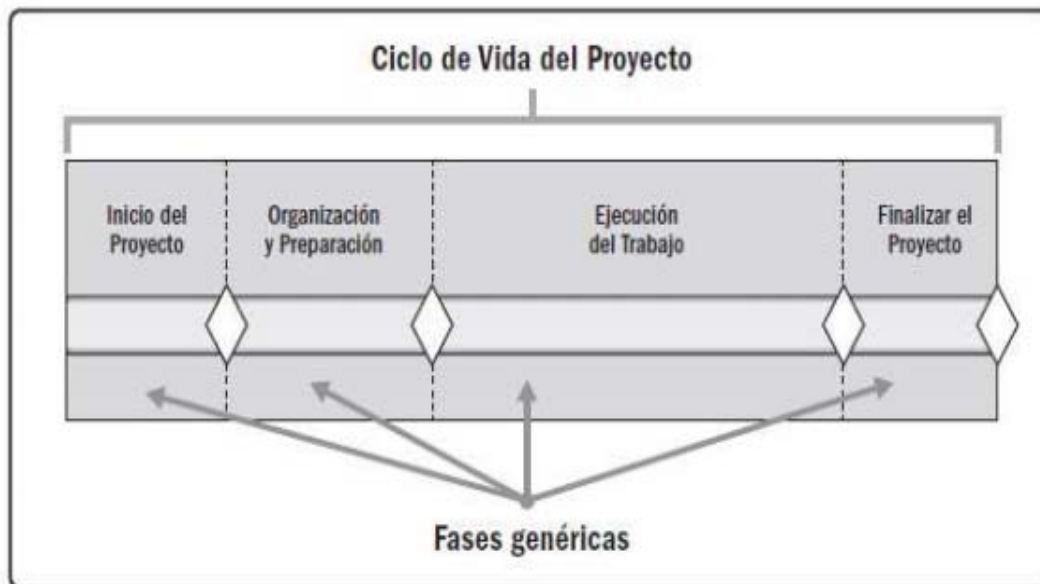 Ciclo de Vida del Proyecto
Inicio del
Proyecto
Organización
y Preparación
Ejecución
del Trabajo
Finalizar el
Proyecto
Fases genéricas